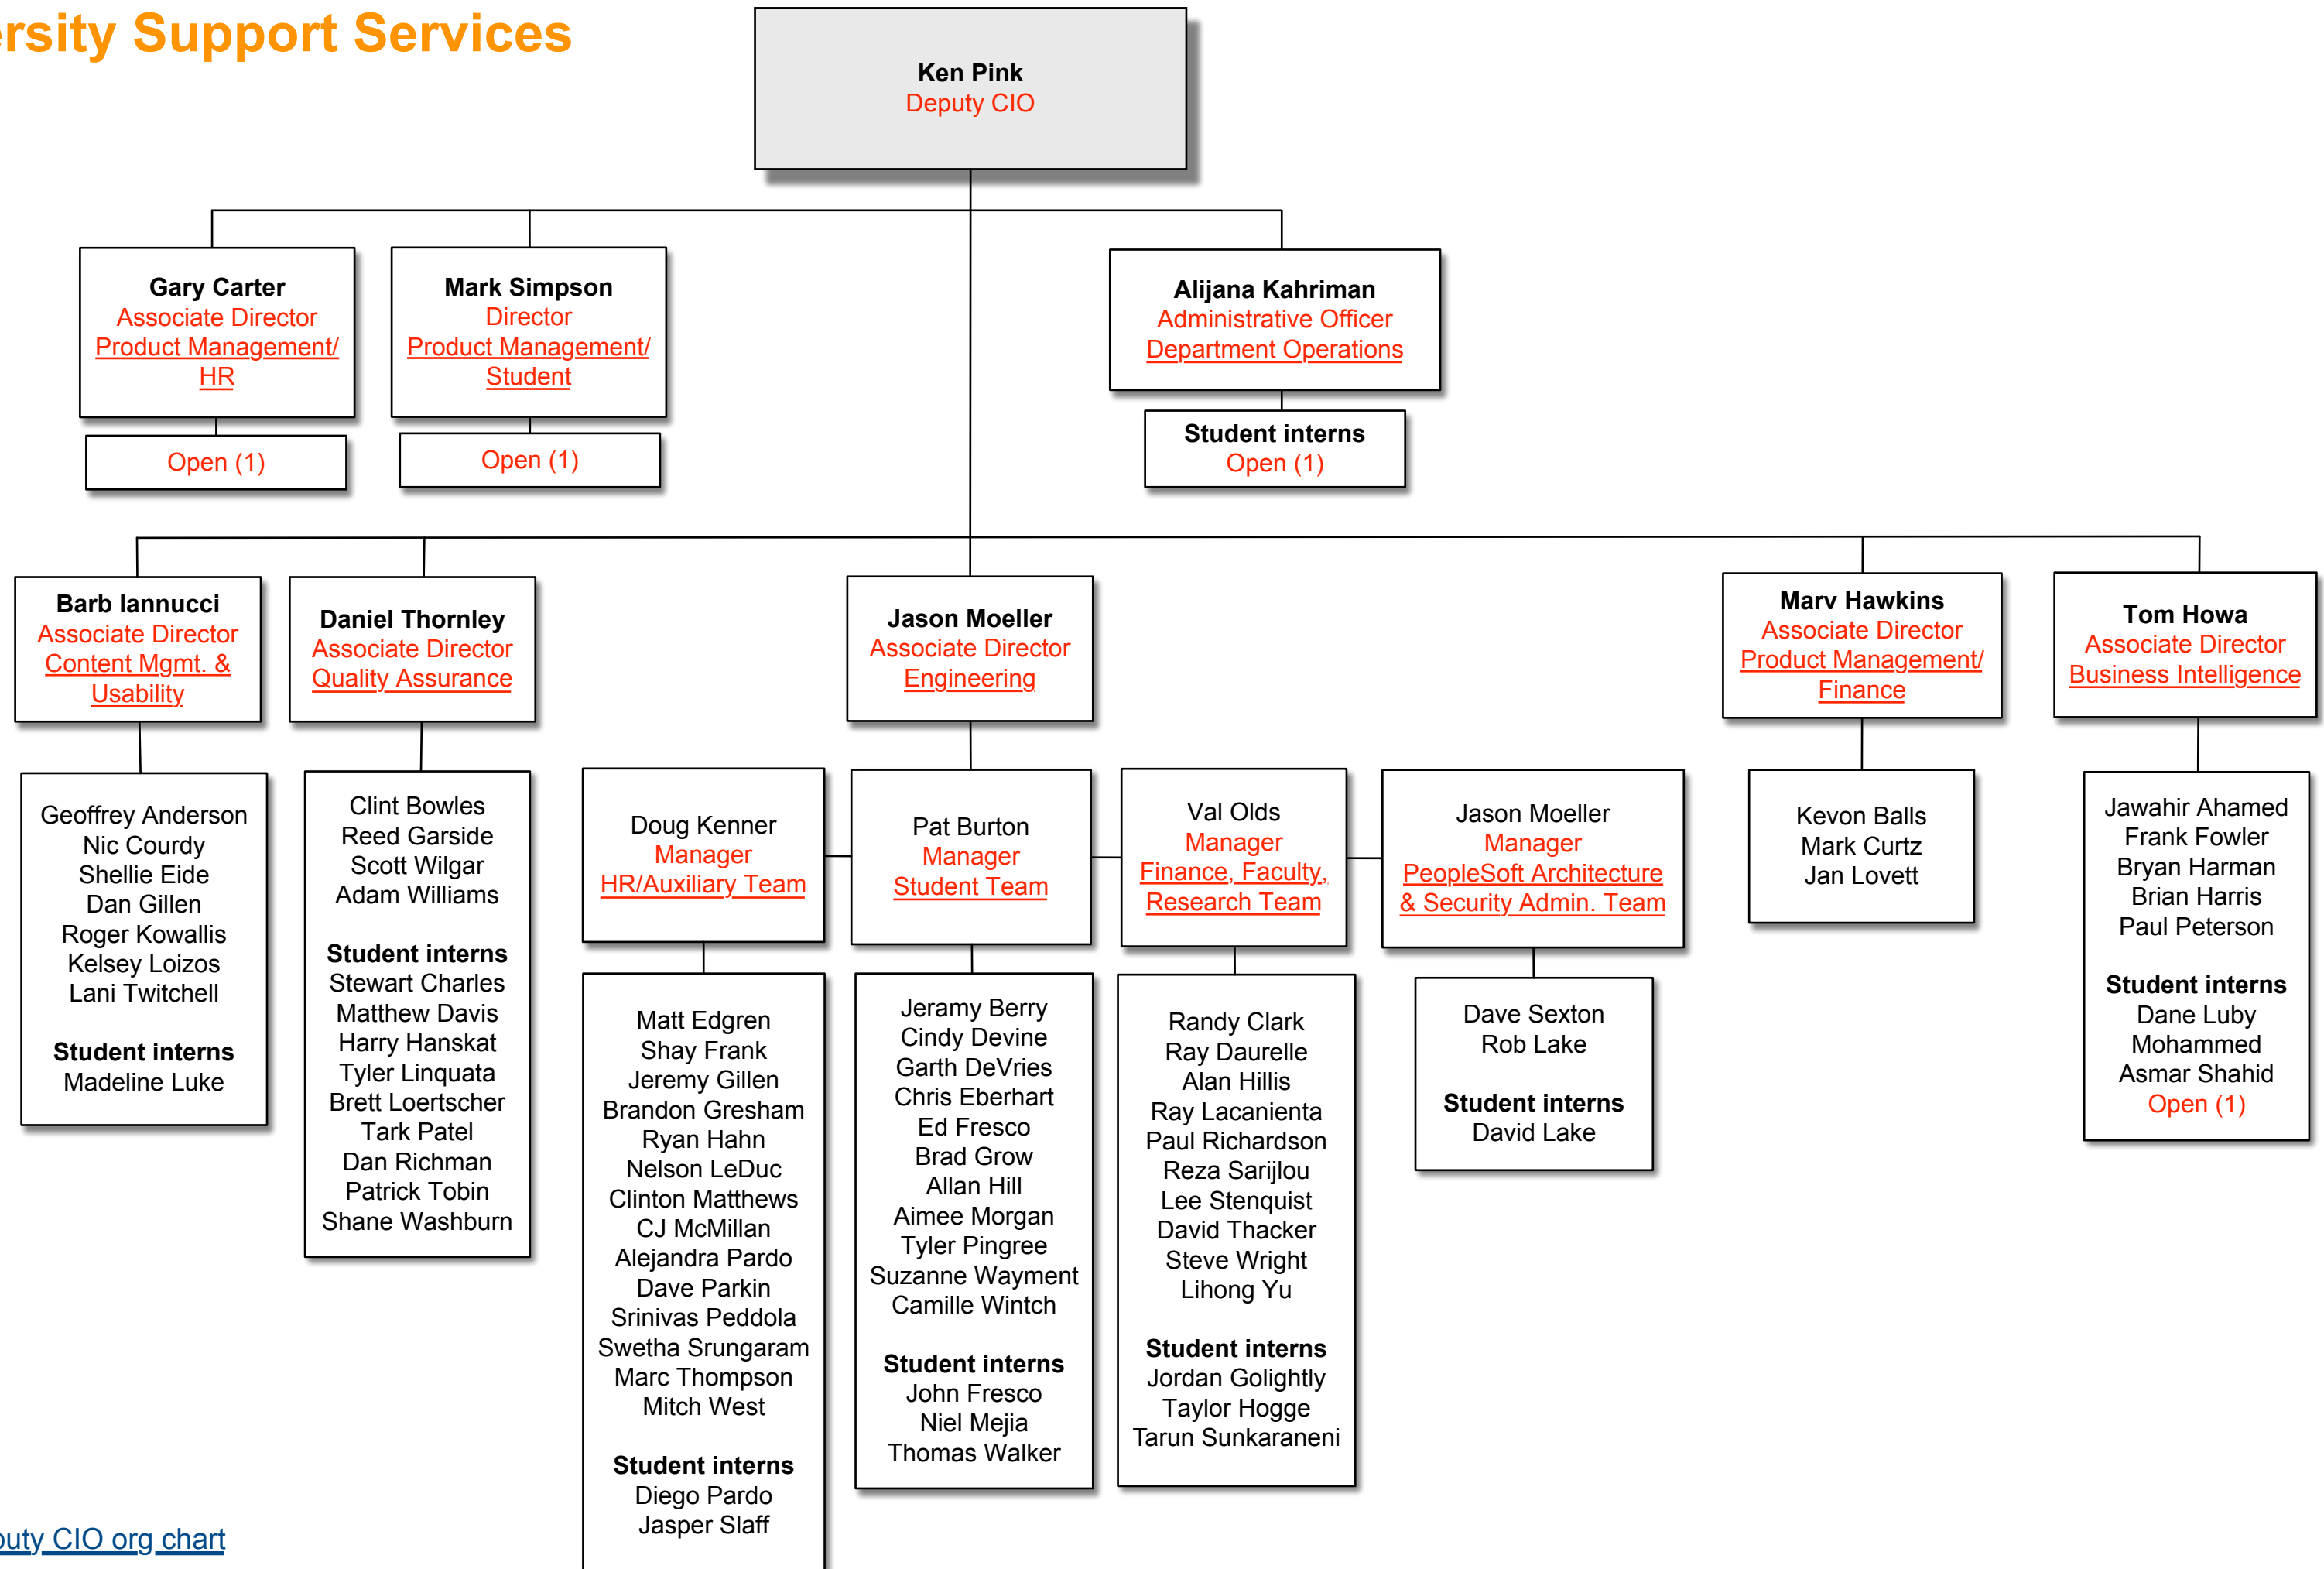 ersity Support Services
Ken Pink
Deputy CIO
Gary Carter
Associate Director
Product Management/
HR
Open (1)
Mark Simpson
Director
Product Management/
Student
Open (1)
Alijana Kahriman
Administrative Officer
Department Operations
Student interns
Open (1)
Barb Iannucci
Associate Director
Content Mgmt. &
Usability
Geoffrey Anderson
Nic Courdy
Shellie Eide
Dan Gillen
Roger Kowallis
Kelsey Loizos
Lani Twitchell
Student interns
Madeline Luke
Daniel Thornley
Associate Director
Quality Assurance
Clint Bowles
Reed Garside
Scott Wilgar
Adam Williams
Student interns
Stewart Charles
Matthew Davis
Harry Hanskat
Tyler Linquata
Brett Loertscher
Tark Patel
Dan Richman
Patrick Tobin
Shane Washburn
Jason Moeller
Associate Director
Engineering
Doug Kenner
Manager
HR/Auxiliary Team
Matt Edgren
Shay Frank
Jeremy Gillen
Brandon Gresham
Ryan Hahn
Nelson LeDuc
Clinton Matthews
CJ McMillan
Alejandra Pardo
Dave Parkin
Srinivas Peddola
Swetha Srungaram
Marc Thompson
Mitch West
Student interns
Diego Pardo
Jasper Slaff
Pat Burton
Manager
Student Team
Jeramy Berry
Cindy Devine
Garth DeVries
Chris Eberhart
Ed Fresco
Brad Grow
Allan Hill
Aimee Morgan
Tyler Pingree
Suzanne Wayment
Camille Wintch
Student interns
John Fresco
Niel Mejia
Thomas Walker
Val Olds
Manager
Finance, Faculty,
Research Team
Randy Clark
Ray Daurelle
Alan Hillis
Ray Lacanienta
Paul Richardson
Reza Sarijlou
Lee Stenquist
David Thacker
Steve Wright
Lihong Yu
Student interns
Jordan Golightly
Taylor Hogge
Tarun Sunkaraneni
Jason Moeller
Manager
PeopleSoft Architecture
& Security Admin. Team
Dave Sexton
Rob Lake
Student interns
David Lake
Marv Hawkins
Associate Director
Product Management/
Finance
Kevon Balls
Mark Curtz
Jan Lovett
Tom Howa
Associate Director
Business Intelligence
Jawahir Ahamed
Frank Fowler
Bryan Harman
Brian Harris
Paul Peterson
Student interns
Dane Luby
Mohammed
Asmar Shahid
Open (1)
puty CIO org chart